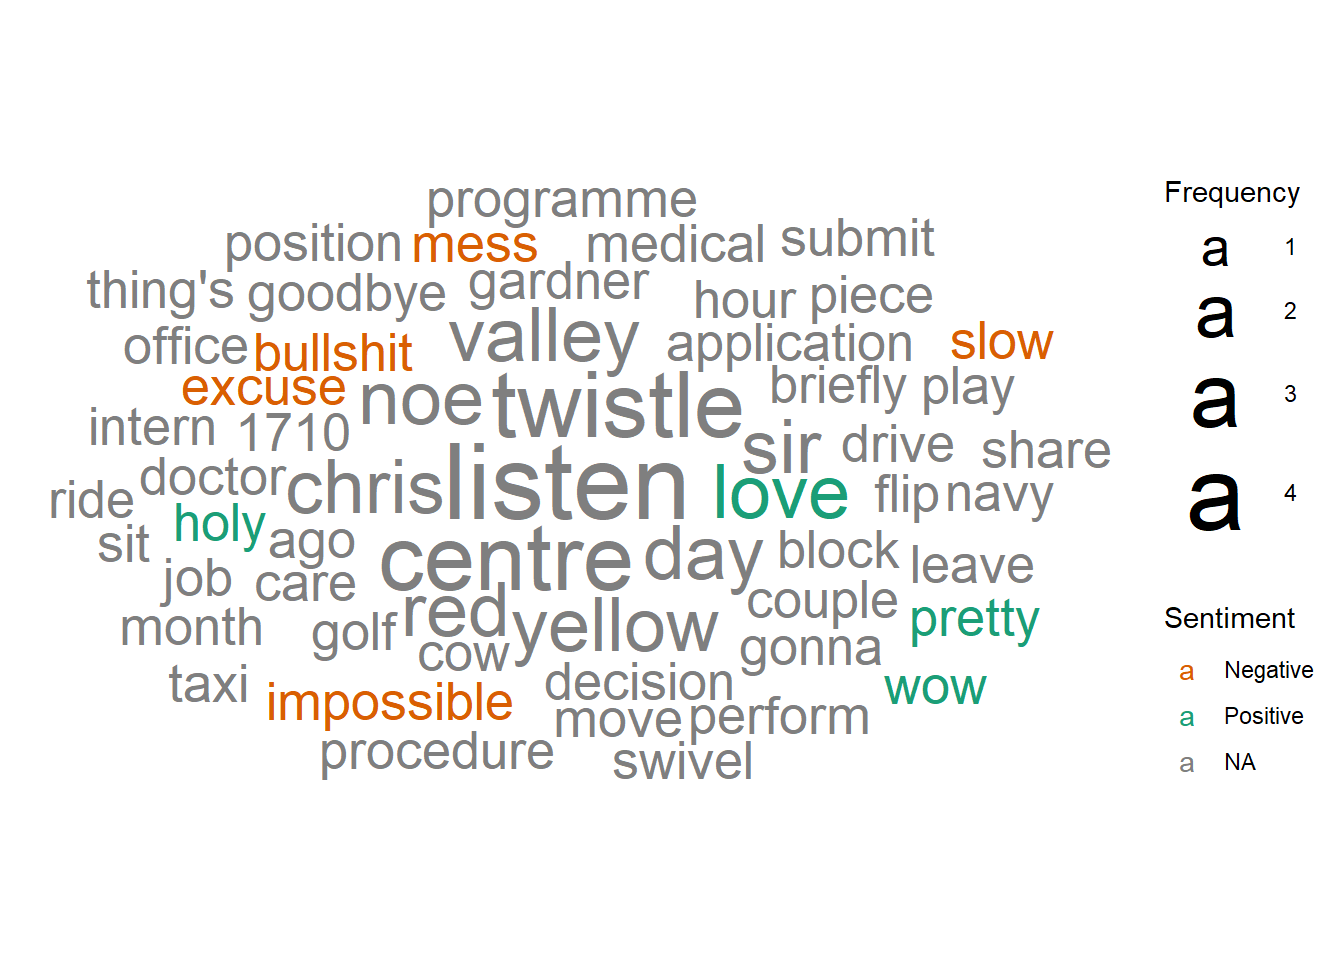 programme
position mess medical submit
thing's goodbye gardner hour piece
office bullshit valley application slow
excuse noe twistle briefly play
intern 1710 sir drive share
ride doctor chris listen love flip navy
sit holy ago centre day block leave
job care red yellow couple pretty
month golf cow gonna
taxi impossible decision wow
procedure move perform
swivel
Frequency
a 1
a 2
a 3
a 4
Sentiment
a Negative
a Positive
a NA